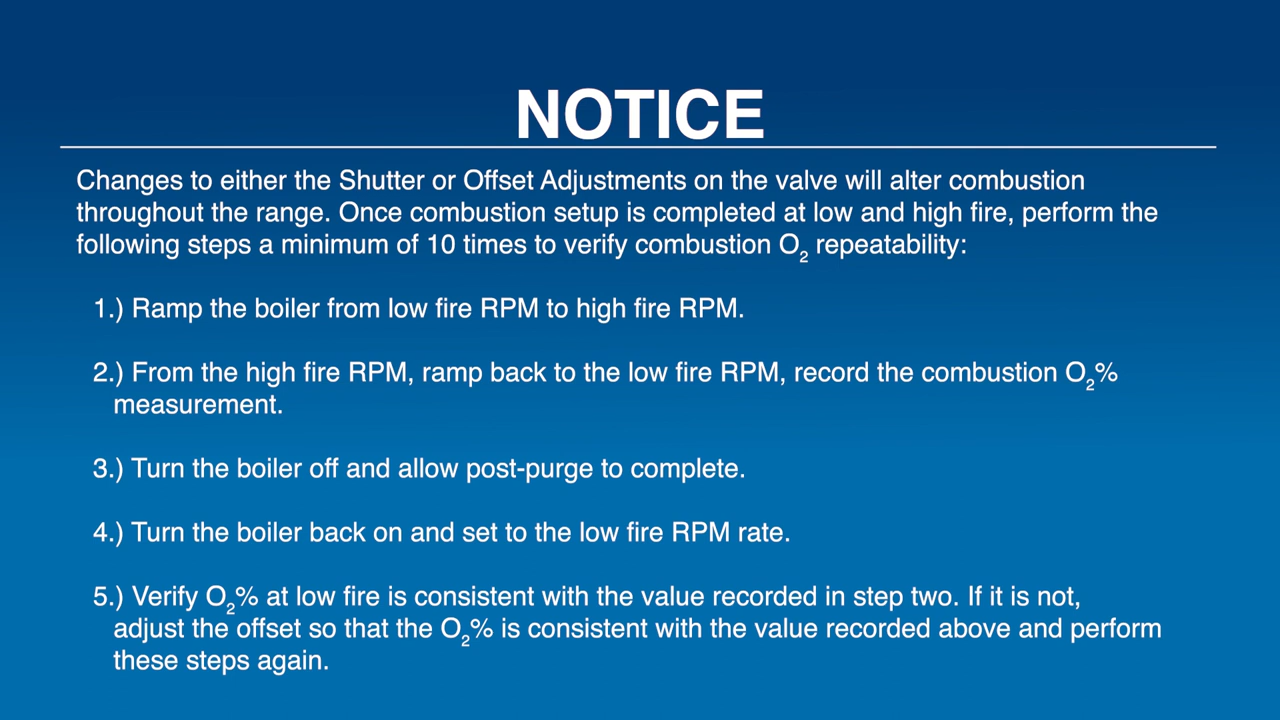 NOTICE
Changes to either the Shutter or Offset Adjustments on the valve will alter combustion
throughout the range. Once combustion setup is completed at low and high fire, perform the
following steps a minimum of 10 times to verify combustion O₂ repeatability:
1.) Ramp the boiler from low fire RPM to high fire RPM.
2.) From the high fire RPM, ramp back to the low fire RPM, record the combustion O₂%
measurement.
3.) Turn the boiler off and allow post-purge to complete.
4.) Turn the boiler back on and set to the low fire RPM rate.
5.) Verify O₂% at low fire is consistent with the value recorded in step two. If it is not,
adjust the offset so that the O₂% is consistent with the value recorded above and perform
these steps again.